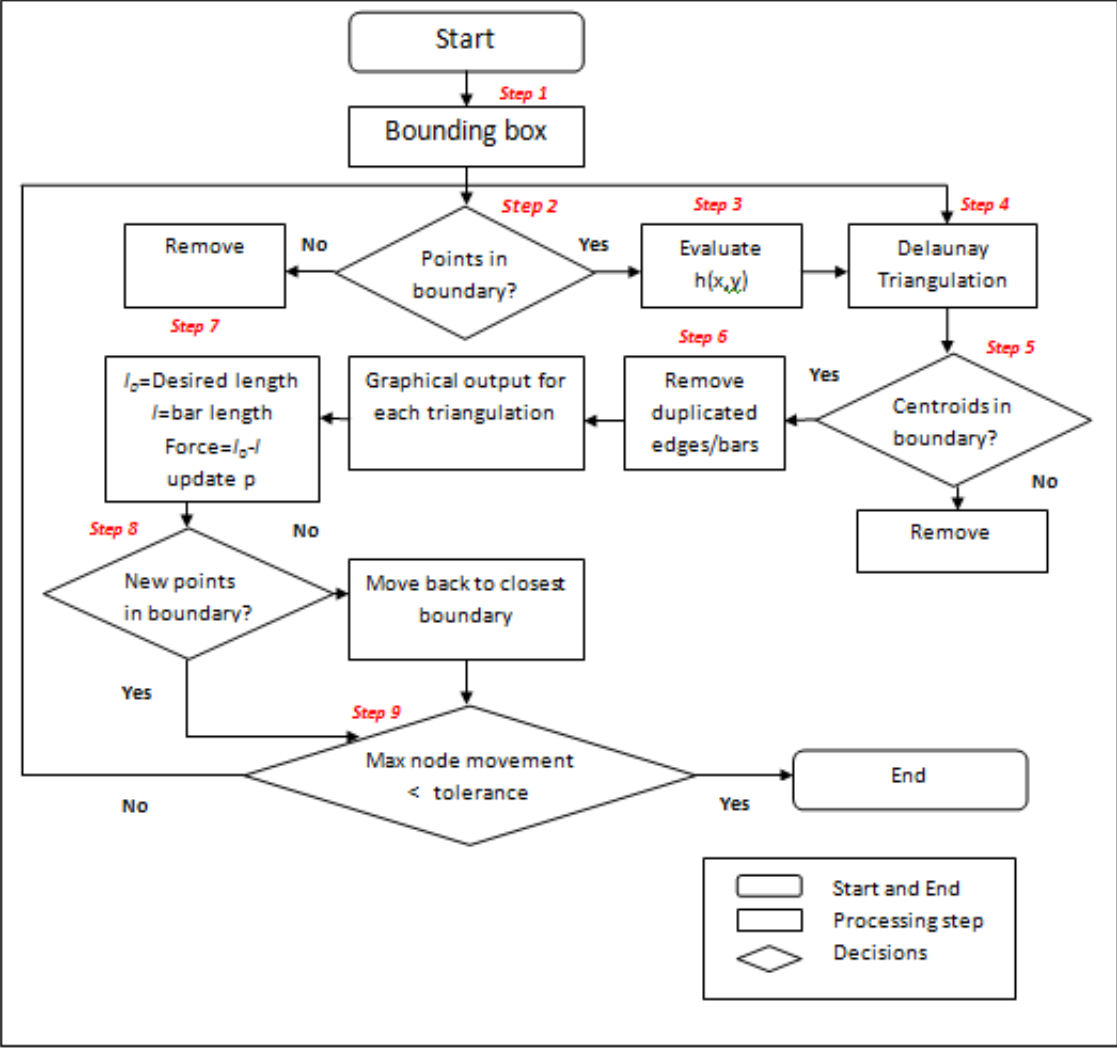 Start
Step 1
Bounding box
Step 2
Points in
boundary?
No
Remove
Yes
Step 3
Evaluate
h(x,y)
Step 4
Delaunay
Triangulation
Step 5
Centroids in
boundary?
No
Remove
Yes
Step 6
Remove
duplicated
edges/bars
Graphical output for
each triangulation
Step 7
lo=Desired length
l=bar length
Force=lo-l
update p
Step 8
New points
in boundary?
No
Move back to closest
boundary
Yes
Step 9
Max node movement
< tolerance
No
Yes
End
Start and End
Processing step
Decisions